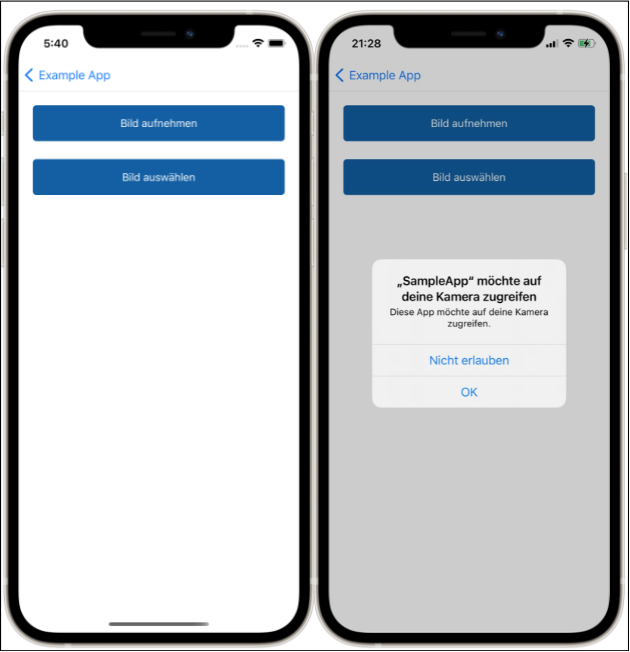 5:40
Example App
Bild aufnehmen
Bild auswählen
21:28
Example App
Bild aufnehmen
Bild auswählen
„SampleApp“ möchte auf
deine Kamera zugreifen
Diese App möchte auf deine Kamera
zugreifen.
Nicht erlauben
OK